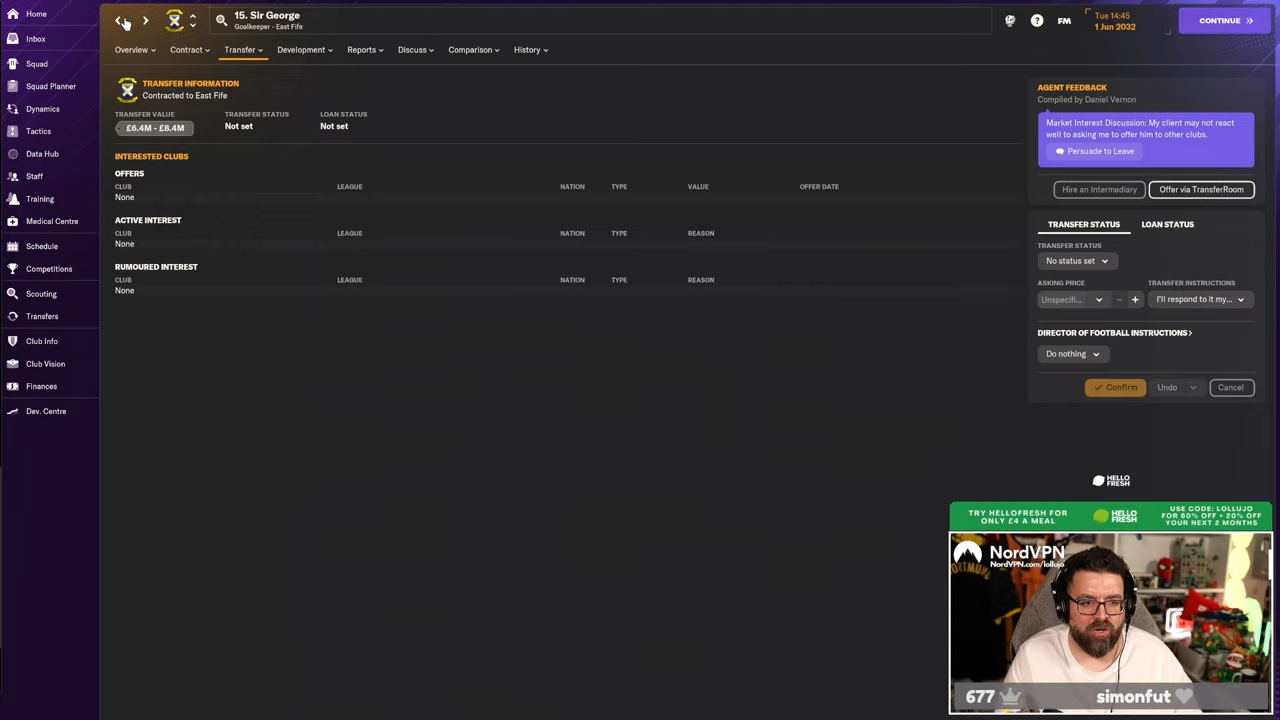 Home
Inbox
Squad
Squad Planner
Dynamics
Tactics
Data Hub
Staff
Training
Medical Centre
Schedule
Competitions
Scouting
Transfers
Club Info
Club Vision
Finances
Dev. Centre
15. Sir George
Goalkeeper - East Fife
FM
Tue 14:45
1 Jun 2032
CONTINUE
Overview
Contract
Transfer
Development
Reports
Discuss
Comparison
History
TRANSFER INFORMATION
Contracted to East Fife
TRANSFER VALUE TRANSFER STATUS LOAN STATUS
£6.4M - £8.4M Not set Not set
INTERESTED CLUBS
OFFERS
CLUB LEAGUE NATION TYPE VALUE OFFER DATE
None
ACTIVE INTEREST
CLUB LEAGUE NATION TYPE REASON
None
RUMOURED INTEREST
CLUB LEAGUE NATION TYPE REASON
None
AGENT FEEDBACK
Compiled by Daniel Vernon
Market Interest Discussion: My client may not react
well to asking me to offer him to other clubs.
Persuade to Leave
Hire an Intermediary Offer via TransferRoom
TRANSFER STATUS LOAN STATUS
TRANSFER STATUS
No status set
ASKING PRICE TRANSFER INSTRUCTIONS
Unspecifi... I'll respond to it my...
DIRECTOR OF FOOTBALL INSTRUCTIONS
Do nothing
Confirm Undo Cancel
HELLO
FRESH
TRY HELLOFRESH FOR
ONLY £4 A MEAL
HELLO
FRESH
USE CODE: LOLLUJO
FOR 60% OFF + 20% OFF
YOUR NEXT 2 MONTHS
NordVPN
NordVPN.com/lollujo
677 simonfut